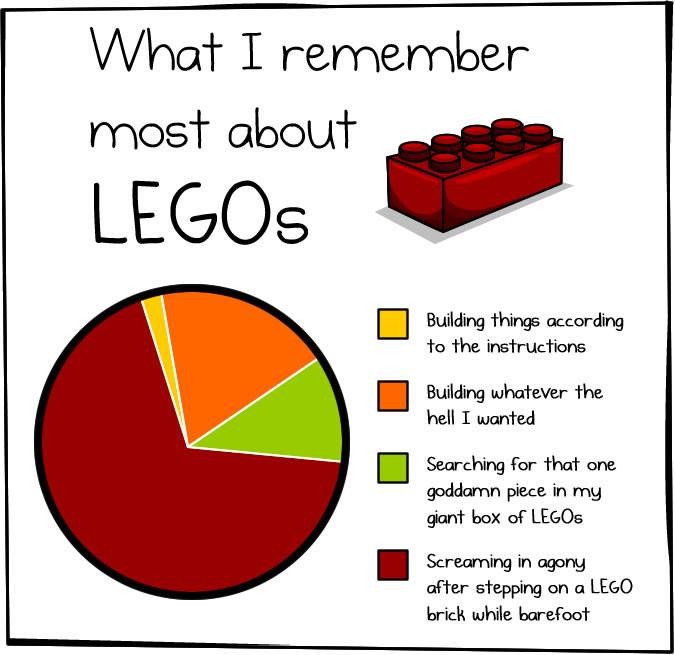 What I remember
most about
LEGOs
Building things according
to the instructions
Building whatever the
hell I wanted
Searching for that one
goddamn piece in my
giant box of LEGOs
Screaming in agony
after stepping on a LEGO
brick while barefoot